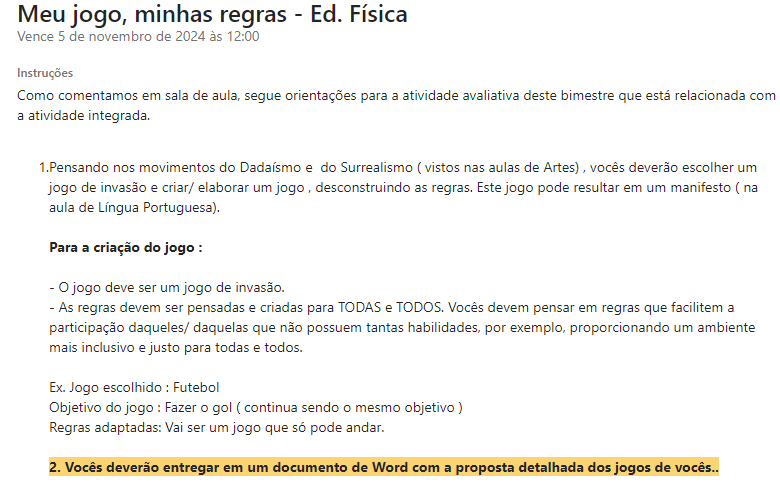 Meu jogo, minhas regras - Ed. Física
Vence 5 de novembro de 2024 às 12:00
Instruções
Como comentamos em sala de aula, segue orientações para a atividade avaliativa deste bimestre que está relacionada com
a atividade integrada.
1.Pensando nos movimentos do Dadaísmo e do Surrealismo ( vistos nas aulas de Artes) , vocês deverão escolher um
jogo de invasão e criar/ elaborar um jogo , desconstruindo as regras. Este jogo pode resultar em um manifesto ( na
aula de Língua Portuguesa).
Para a criação do jogo :
- O jogo deve ser um jogo de invasão.
- As regras devem ser pensadas e criadas para TODAS e TODOS. Vocês devem pensar em regras que facilitem a
participação daqueles/ daquelas que não possuem tantas habilidades, por exemplo, proporcionando um ambiente
mais inclusivo e justo para todas e todos.
Ex. Jogo escolhido : Futebol
Objetivo do jogo : Fazer o gol ( continua sendo o mesmo objetivo )
Regras adaptadas: Vai ser um jogo que só pode andar.
2. Vocês deverão entregar em um documento de Word com a proposta detalhada dos jogos de vocês..